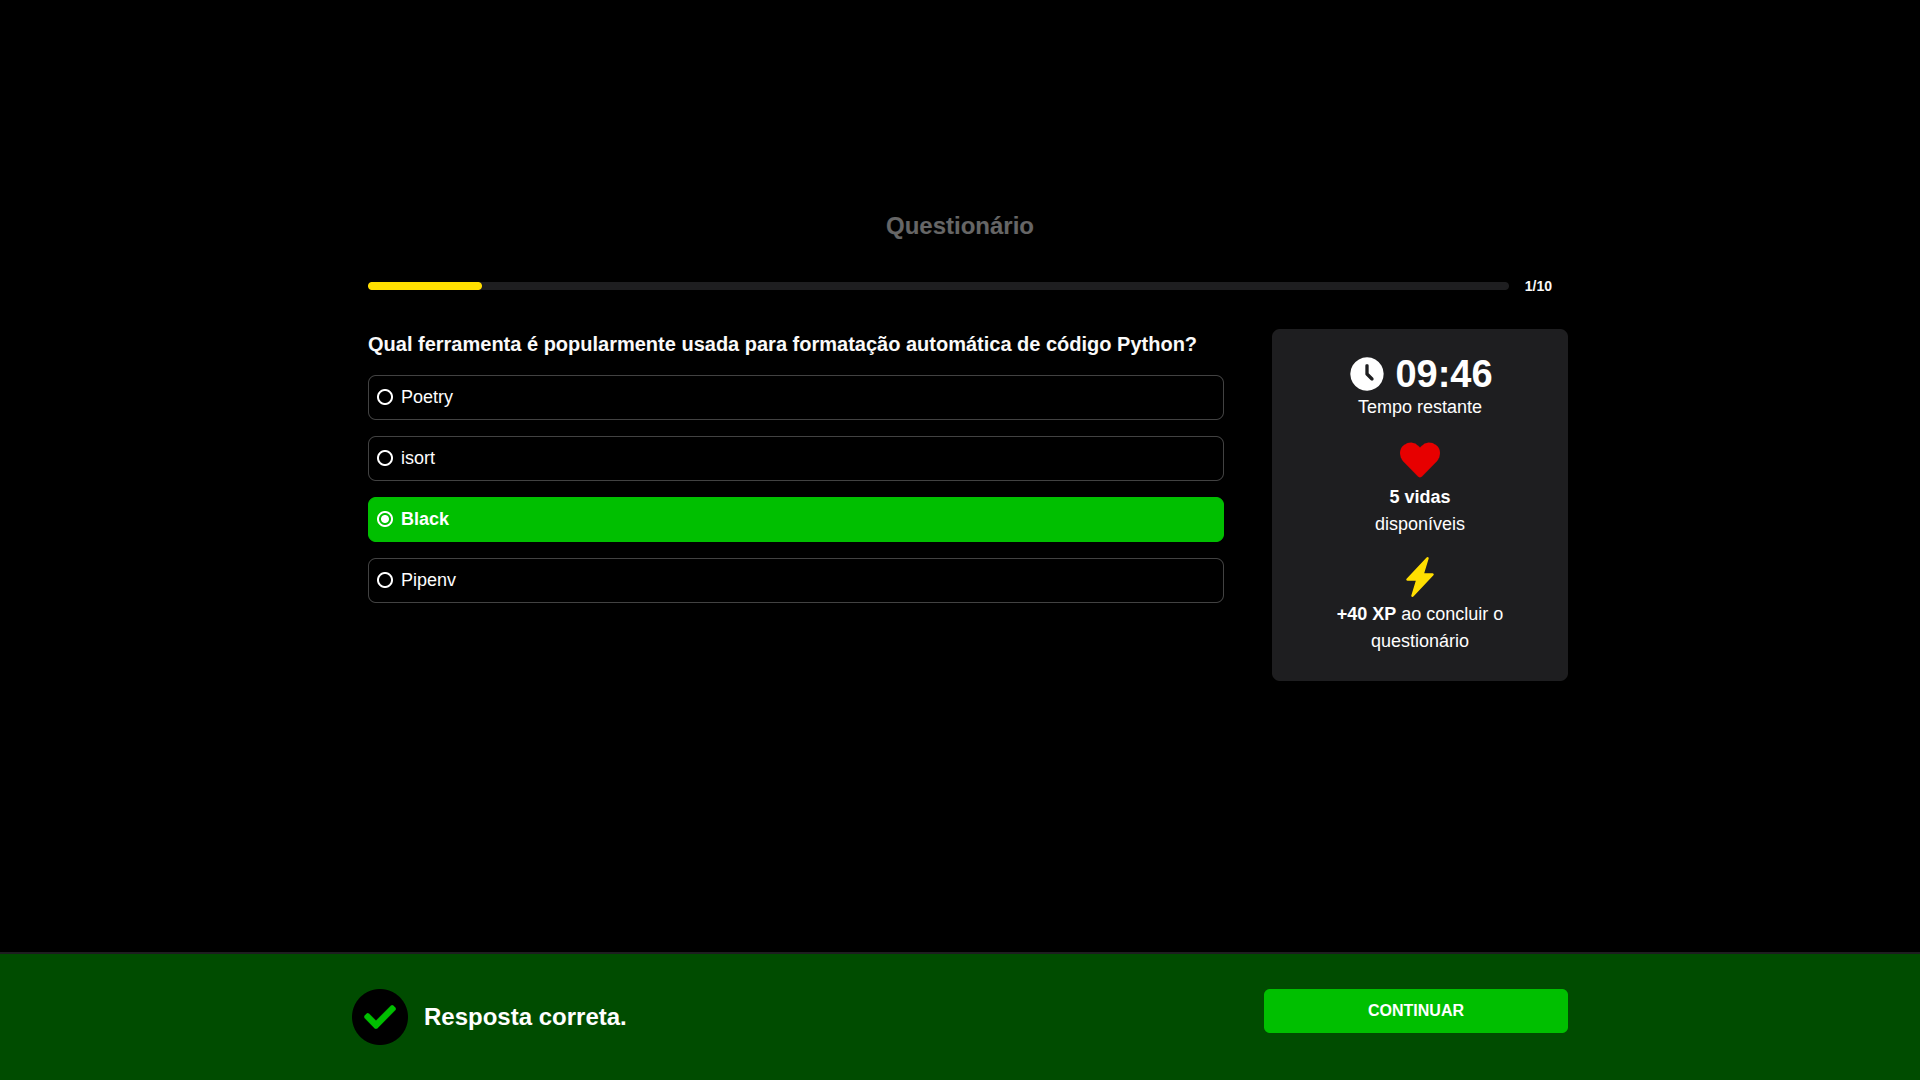 Questionário
1/10
Qual ferramenta é popularmente usada para formatação automática de código Python?
Poetry
isort
Black
Pipenv
09:46
Tempo restante
5 vidas
disponíveis
+40 XP ao concluir o
questionário
Resposta correta.
CONTINUAR